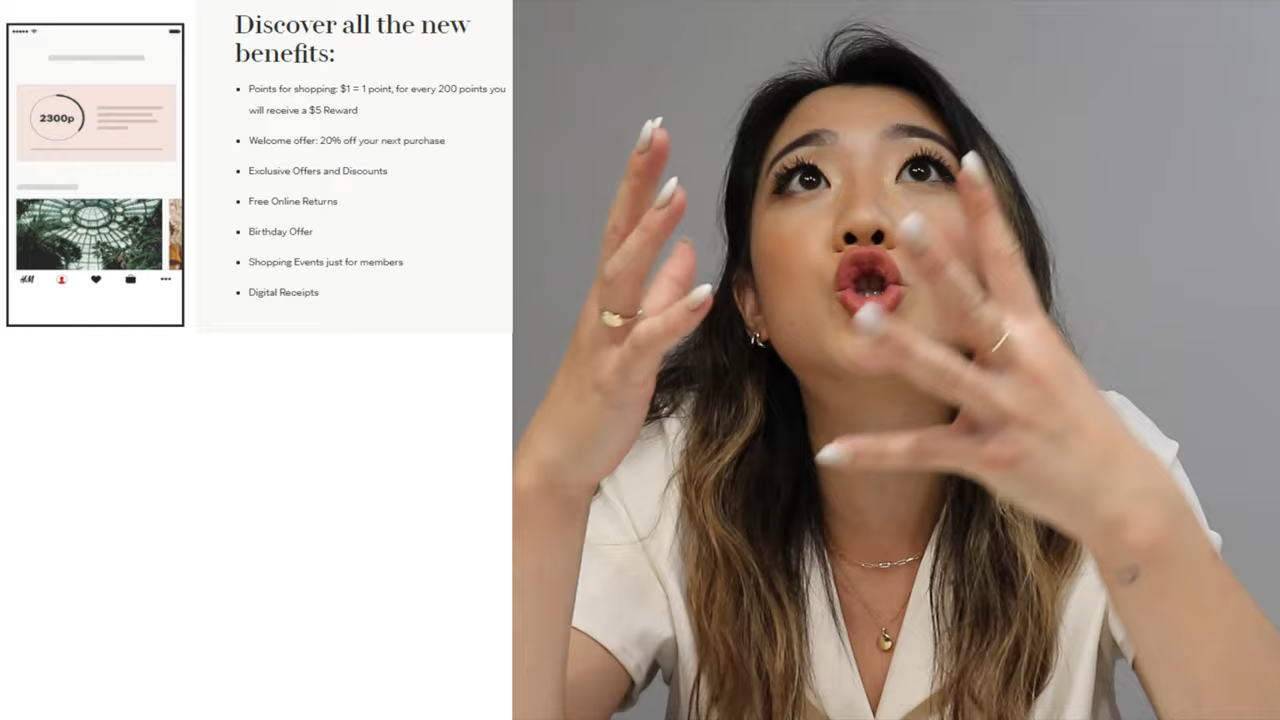 Discover all the new
benefits:
Points for shopping: $1 = 1 point, for every 200 points you
will receive a $5 Reward
Welcome offer: 20% off your next purchase
Exclusive Offers and Discounts
Free Online Returns
Birthday Offer
Shopping Events just for members
Digital Receipts
2300p
H&M